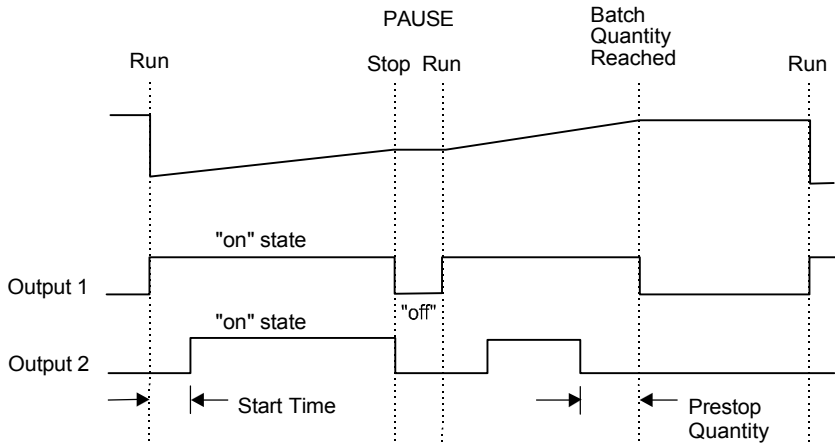 PAUSE
Batch
Quantity
Reached
Run
Stop
Run
Run
"on" state
Output 1
"off"
"on" state
Output 2
Start Time
Prestop
Quantity